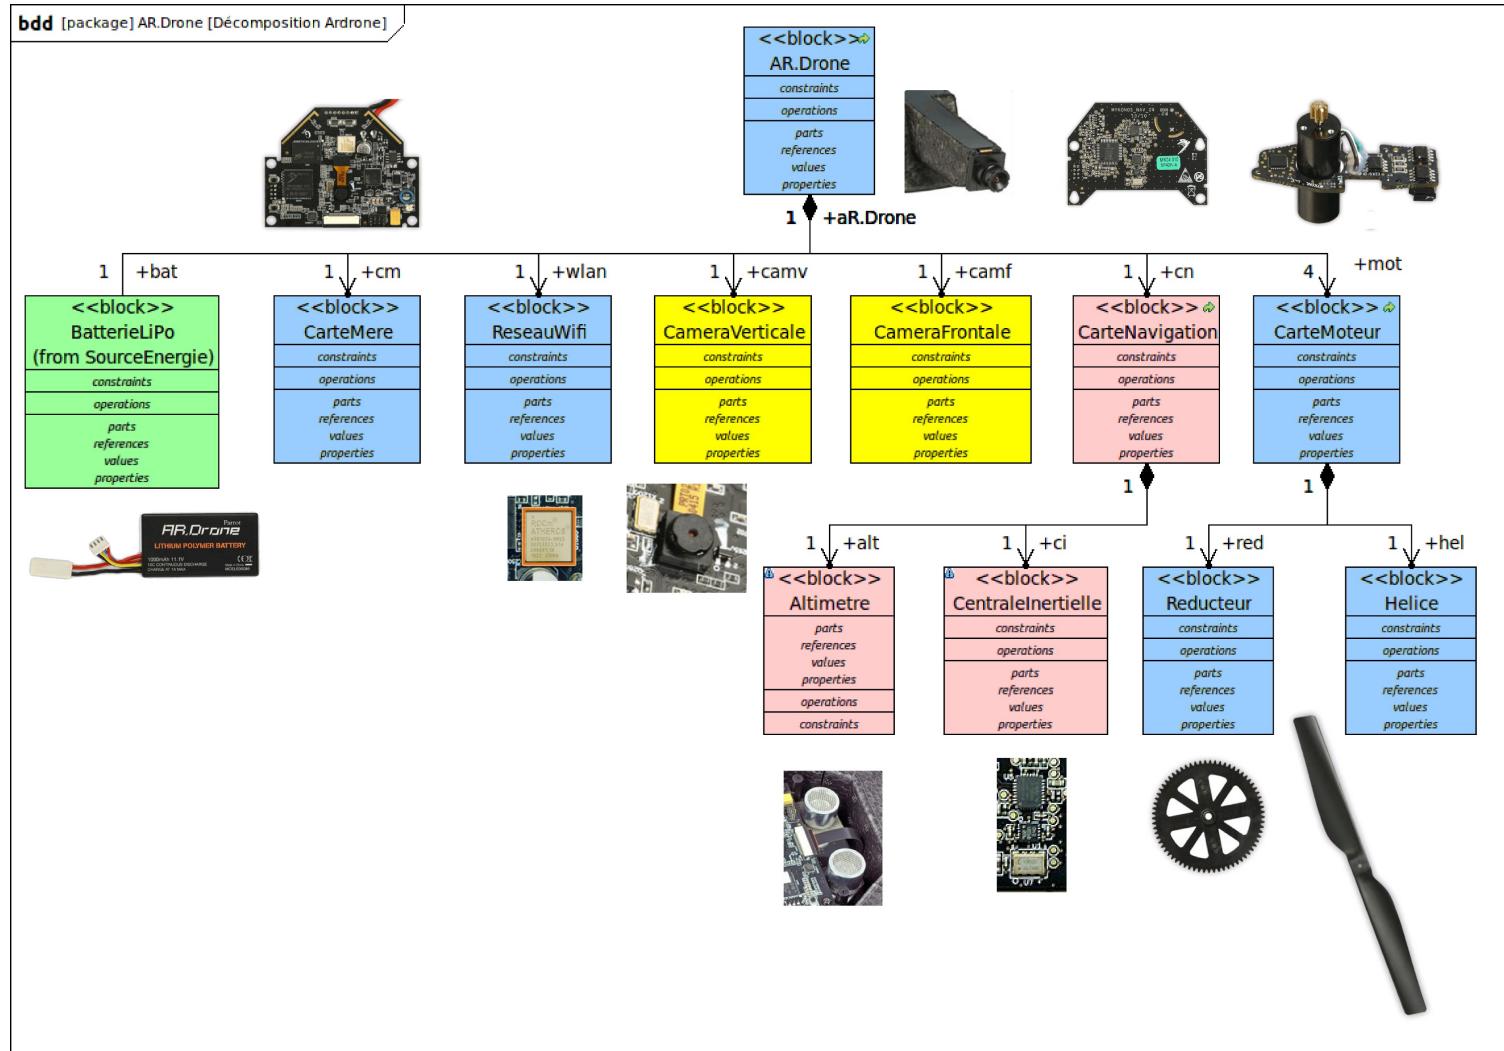 bdd [package] AR.Drone [Décomposition Ardrone]
<<block>>
AR.Drone
constraints
operations
parts
references
values
properties
1 +aR.Drone
1 +bat
1 +cm
1 +wlan
1 +camv
1 +camf
1 +cn
4 +mot
<<block>>
BatterieLiPo
(from SourceEnergie)
constraints
operations
parts
references
values
properties
<<block>>
CarteMere
constraints
operations
parts
references
values
properties
<<block>>
ReseauWifi
constraints
operations
parts
references
values
properties
<<block>>
CameraVerticale
constraints
operations
parts
references
values
properties
<<block>>
CameraFrontale
constraints
operations
parts
references
values
properties
<<block>>
CarteNavigation
constraints
operations
parts
references
values
properties
<<block>>
CarteMoteur
constraints
operations
parts
references
values
properties
1
1
Parrot
AR.Drone
LITHIUM POLYMER BATTERY
1000mAh 11.1V
ATHEROS
1 +alt
1 +ci
1 +red
1 +hel
<<block>>
Altimetre
parts
references
values
properties
operations
constraints
<<block>>
CentraleInertielle
constraints
operations
parts
references
values
properties
<<block>>
Reducteur
constraints
operations
parts
references
values
properties
<<block>>
Helice
constraints
operations
parts
references
values
properties